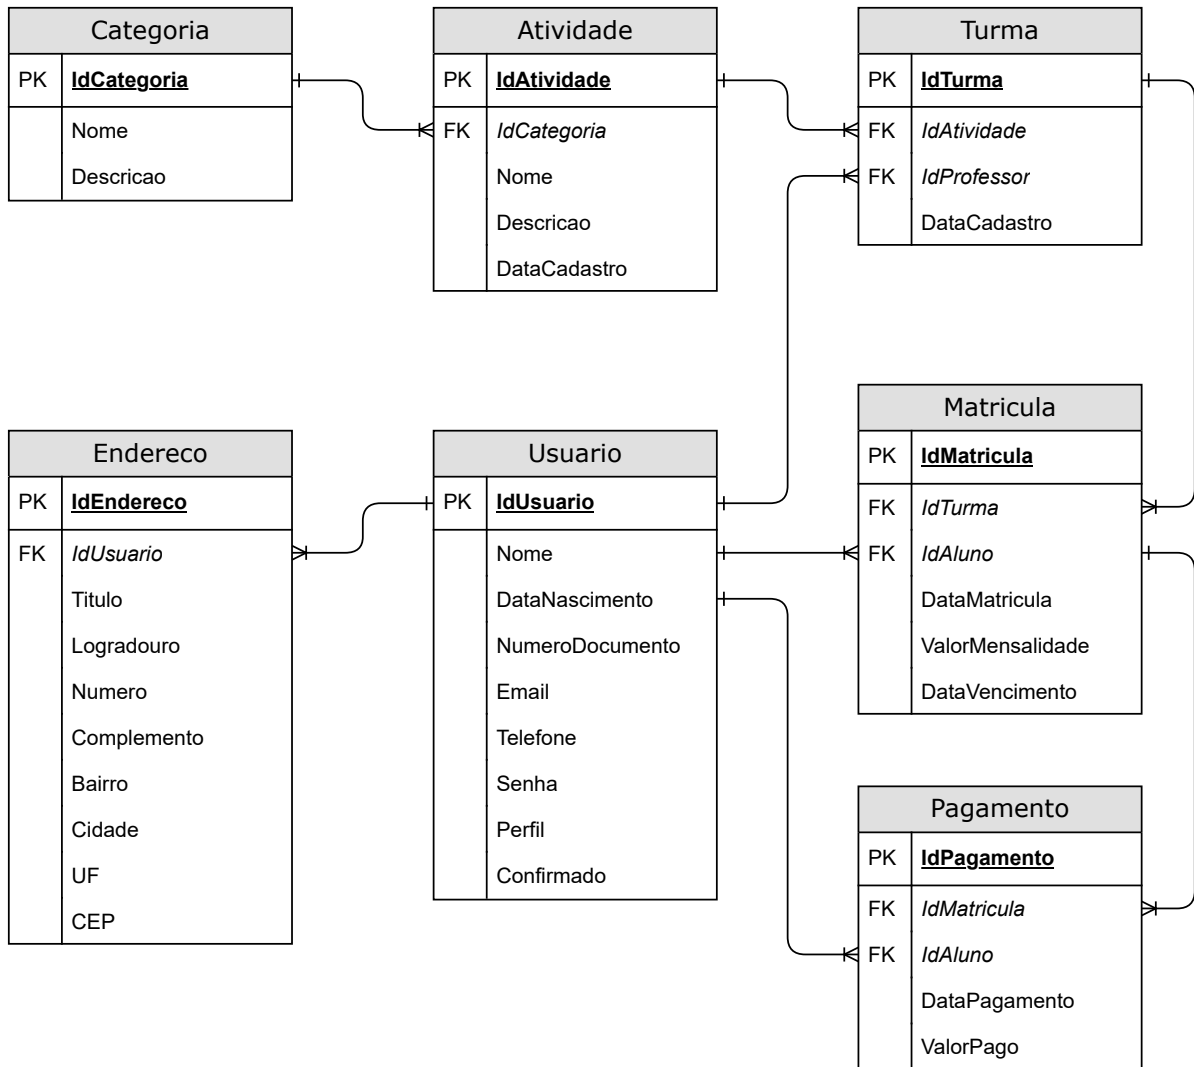 Categoria
PK IdCategoria
Nome
Descricao
Atividade
PK IdAtividade
FK IdCategoria
Nome
Descricao
DataCadastro
Turma
PK IdTurma
FK IdAtividade
FK IdProfessor
DataCadastro
Endereco
PK IdEndereco
FK IdUsuario
Titulo
Logradouro
Numero
Complemento
Bairro
Cidade
UF
CEP
Usuario
PK IdUsuario
Nome
DataNascimento
NumeroDocumento
Email
Telefone
Senha
Perfil
Confirmado
Matricula
PK IdMatricula
FK IdTurma
FK IdAluno
DataMatricula
ValorMensalidade
DataVencimento
Pagamento
PK IdPagamento
FK IdMatricula
FK IdAluno
DataPagamento
ValorPago